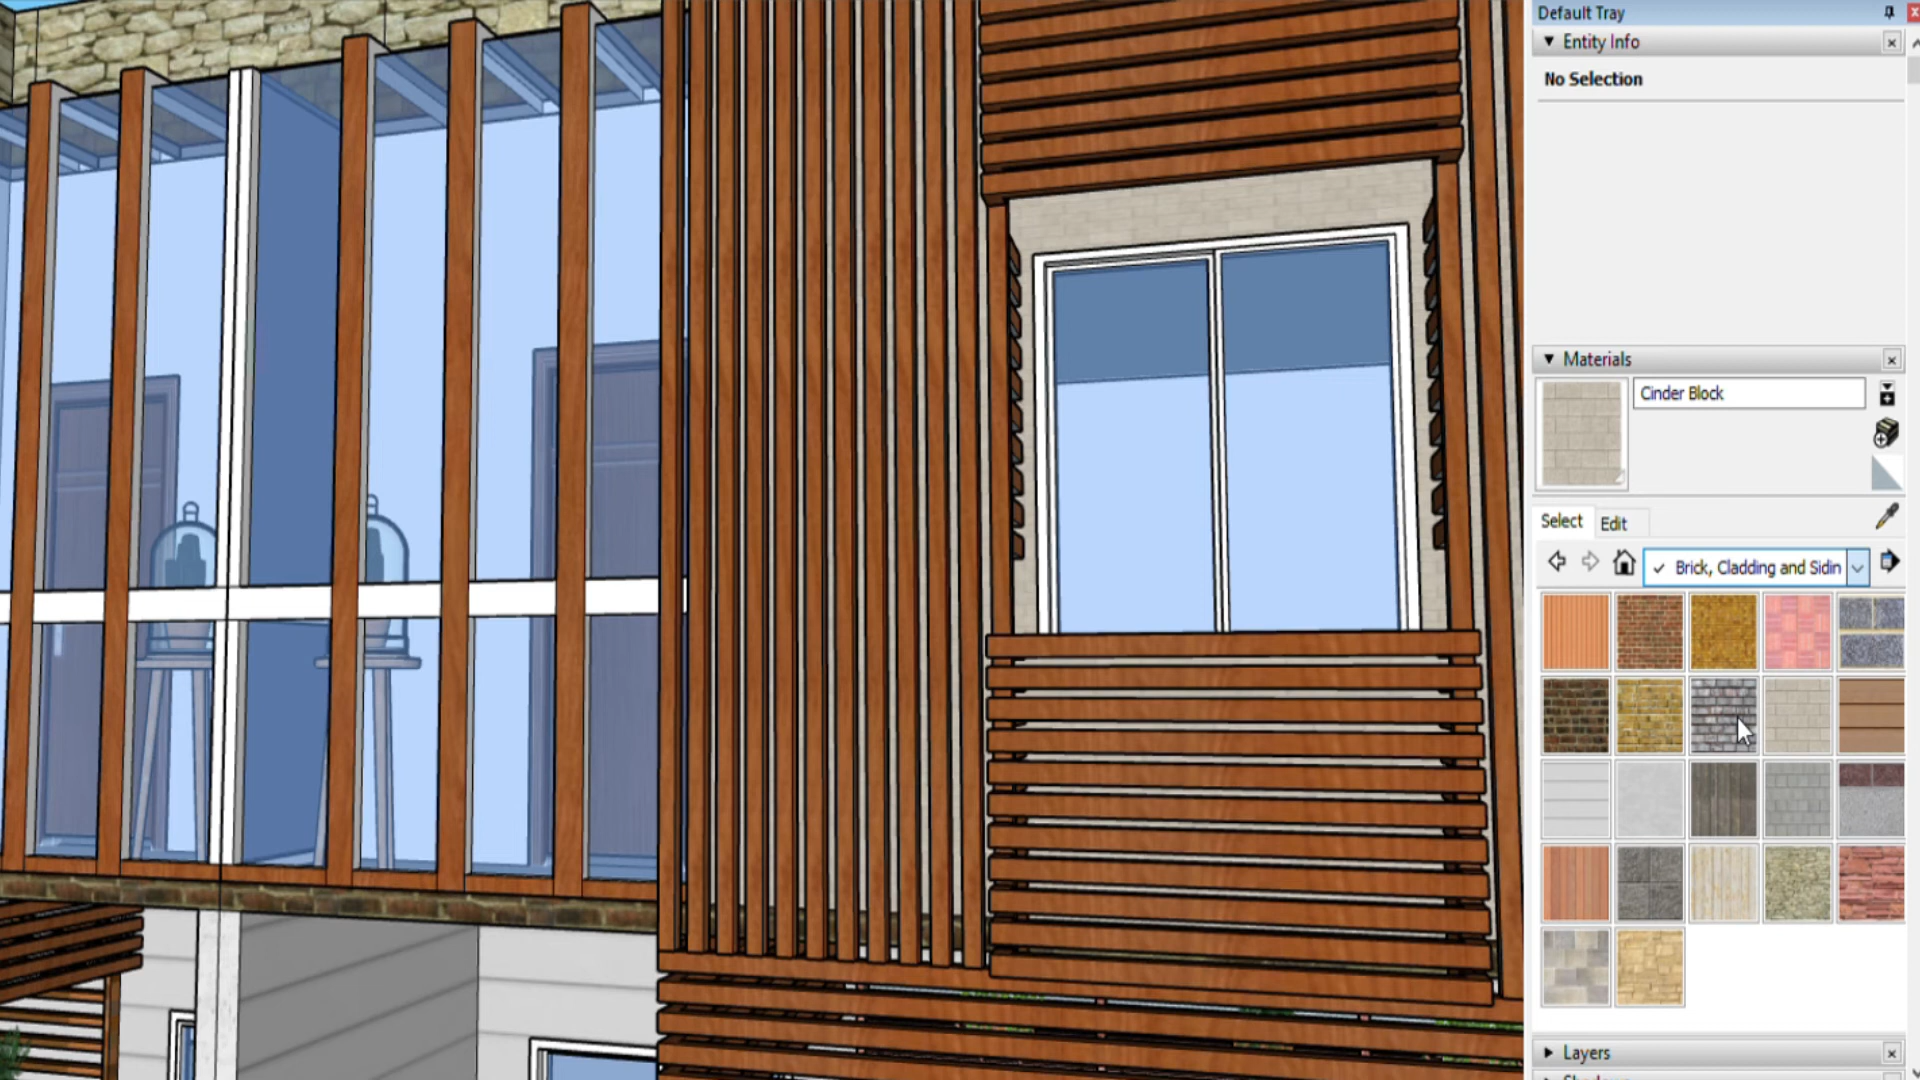 Default Tray
Entity Info
No Selection
Materials
Cinder Block
Select
Edit
Brick, Cladding and Sidin
Layers